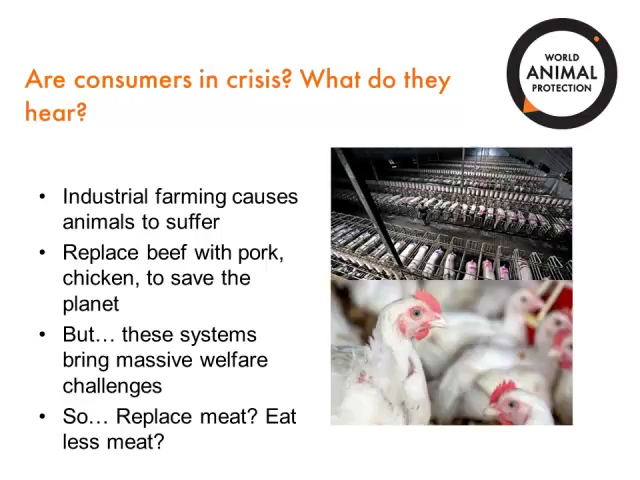 Are consumers in crisis? What do they
hear?
WORLD
ANIMAL
PROTECTION
• Industrial farming causes
animals to suffer
• Replace beef with pork,
chicken, to save the
planet
• But… these systems
bring massive welfare
challenges
• So… Replace meat? Eat
less meat?